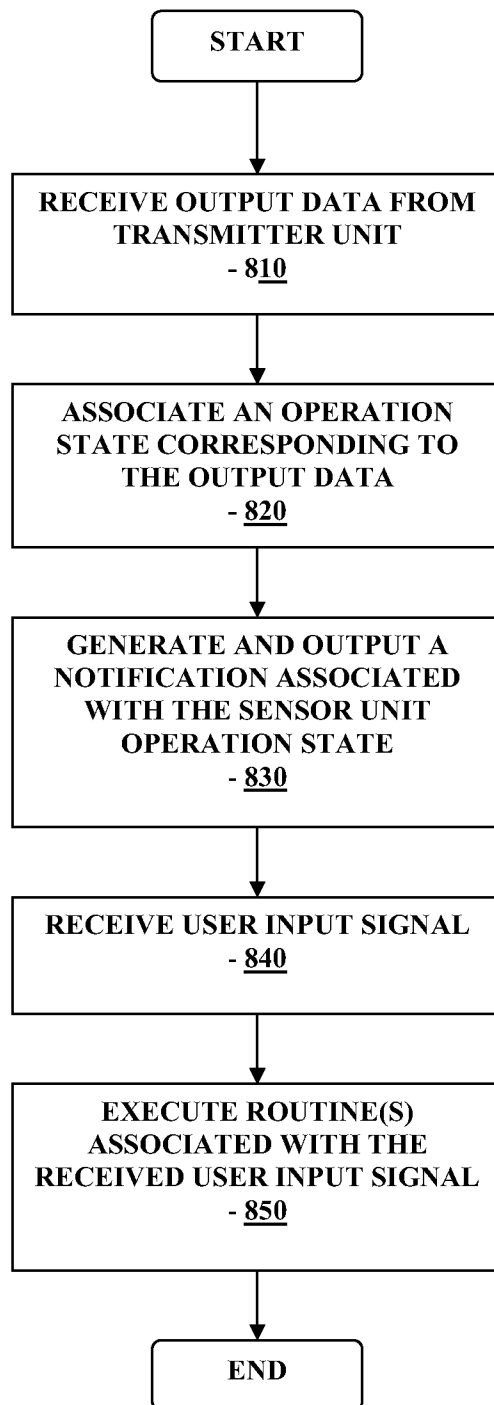 START
RECEIVE OUTPUT DATA FROM
TRANSMITTER UNIT
- 810
ASSOCIATE AN OPERATION
STATE CORRESPONDING TO
THE OUTPUT DATA
- 820
GENERATE AND OUTPUT A
NOTIFICATION ASSOCIATED
WITH THE SENSOR UNIT
OPERATION STATE
- 830
RECEIVE USER INPUT SIGNAL
- 840
EXECUTE ROUTINE(S)
ASSOCIATED WITH THE
RECEIVED USER INPUT SIGNAL
- 850
END